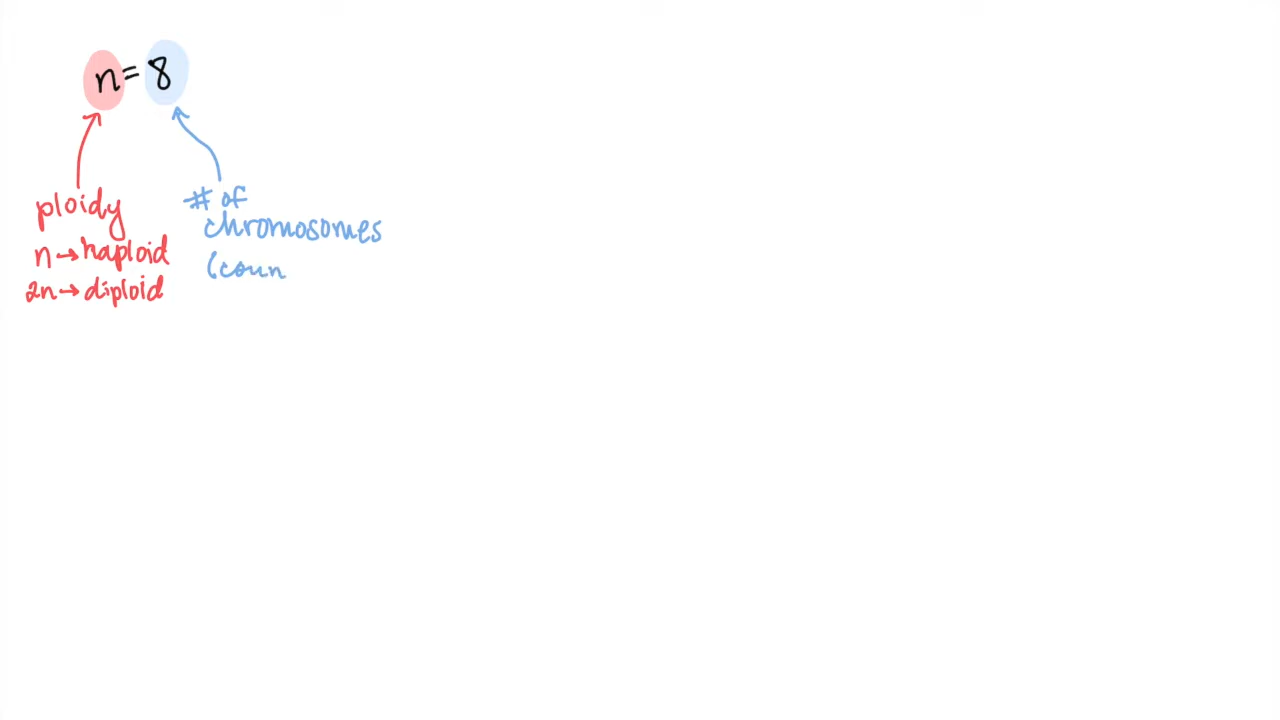 n = 8
ploidy
n → haploid
2n → diploid
# of
chromosomes
(coun